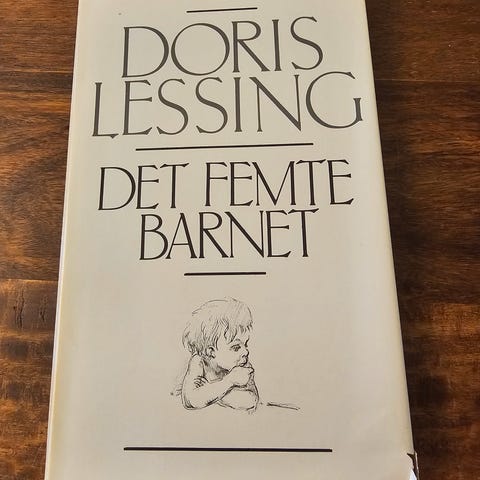 DORIS
LESSING
DET FEMTE
BARNET